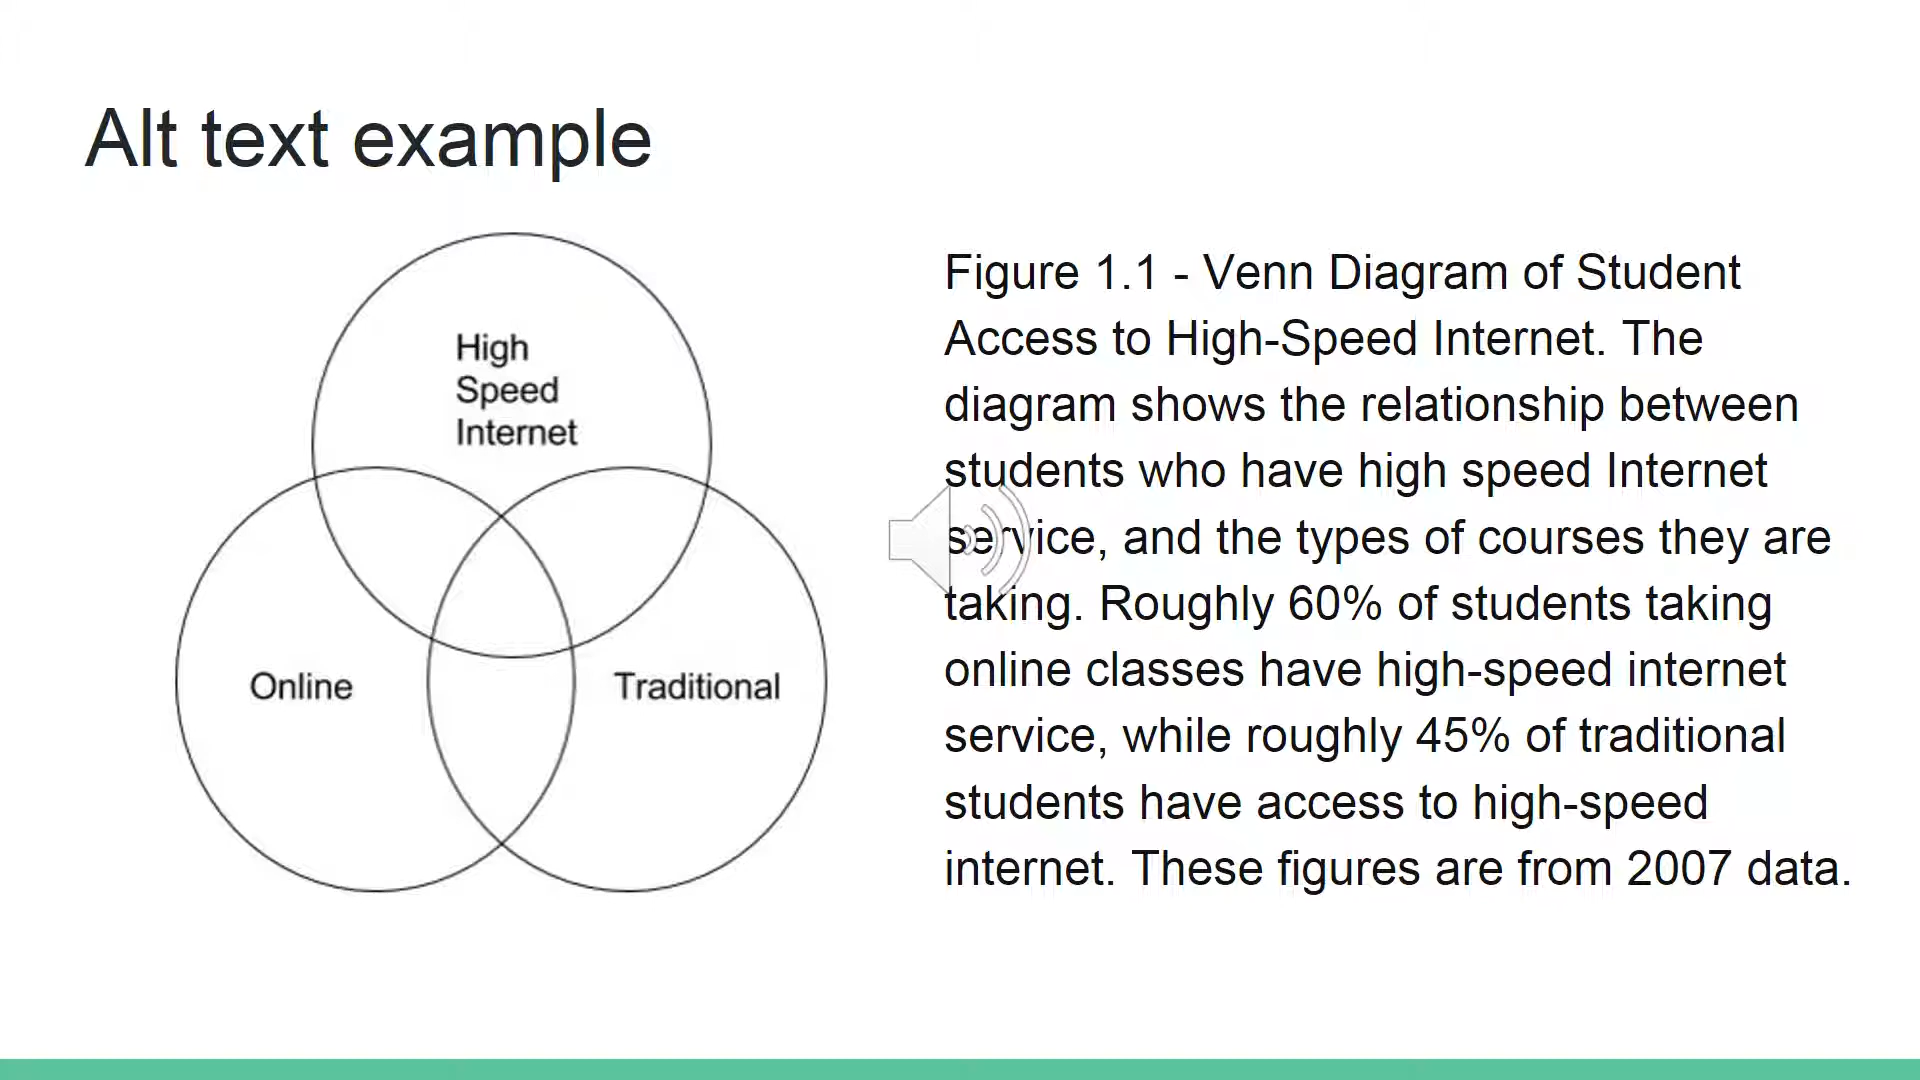 Alt text example
High
Speed
Internet
Online
Traditional
Figure 1.1 - Venn Diagram of Student
Access to High-Speed Internet. The
diagram shows the relationship between
students who have high speed Internet
service, and the types of courses they are
taking. Roughly 60% of students taking
online classes have high-speed internet
service, while roughly 45% of traditional
students have access to high-speed
internet. These figures are from 2007 data.